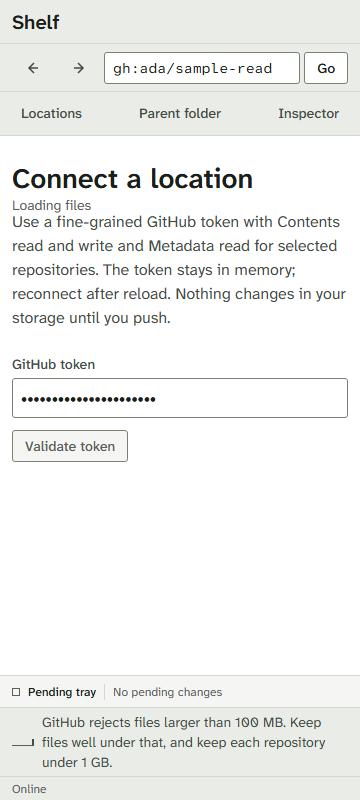 Shelf
gh:ada/sample-read
Go
Locations
Parent folder
Inspector
Connect a location
Loading files
Use a fine-grained GitHub token with Contents
read and write and Metadata read for selected
repositories. The token stays in memory;
reconnect after reload. Nothing changes in your
storage until you push.
GitHub token
••••••••••••••••••••••
Validate token
Pending tray
No pending changes
GitHub rejects files larger than 100 MB. Keep
files well under that, and keep each repository
under 1 GB.
Online